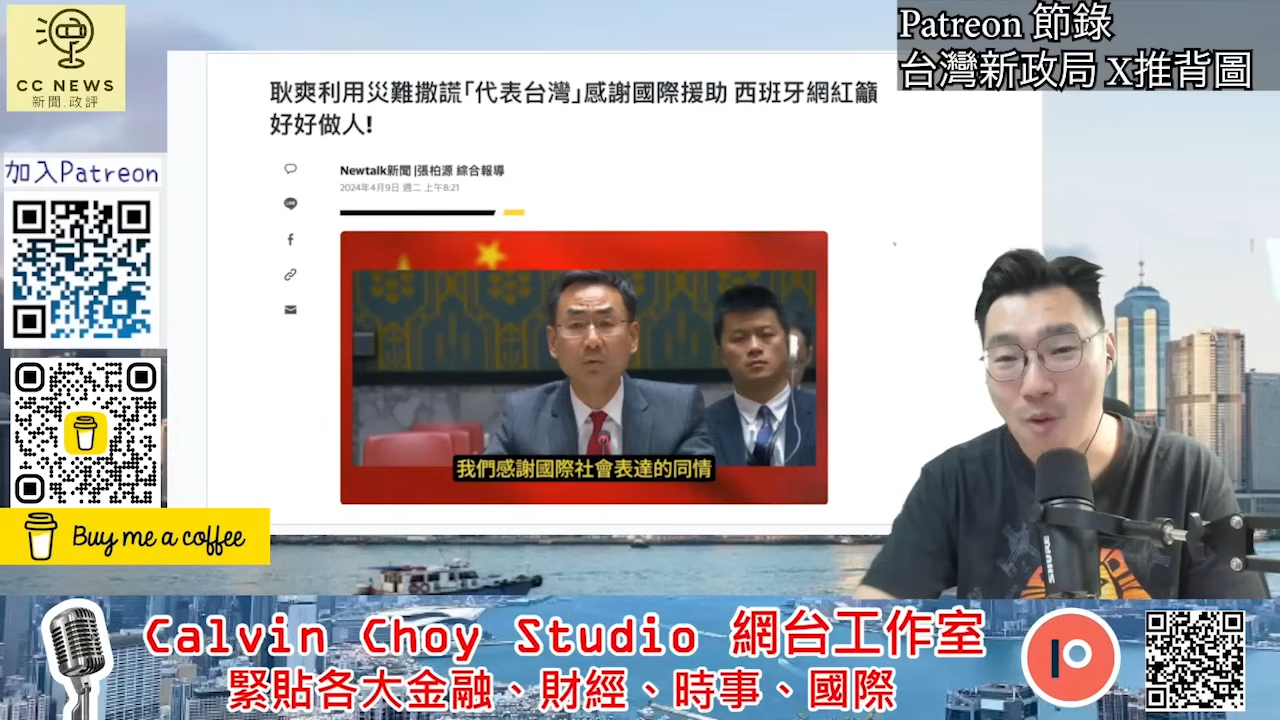 CC NEWS
新聞.政評
Patreon 節錄
台灣新政局 X推背圖
耿爽利用災難撒謊「代表台灣」感謝國際援助 西班牙網紅籲
好好做人!
加入Patreon
Newtalk新聞 |張柏源 綜合報導
2024年4月9日 週二 上午8:21
我們感謝國際社會表達的同情
SHURE
Buy me a coffee
Calvin Choy Studio 網台工作室
緊貼各大金融、財經、時事、國際